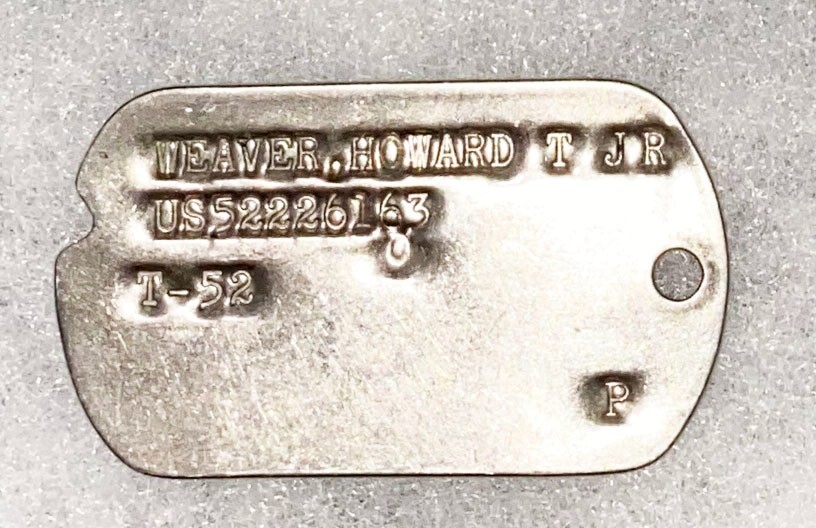 WEAVER,HOWARD T JR
US52226163
O
T-52
P